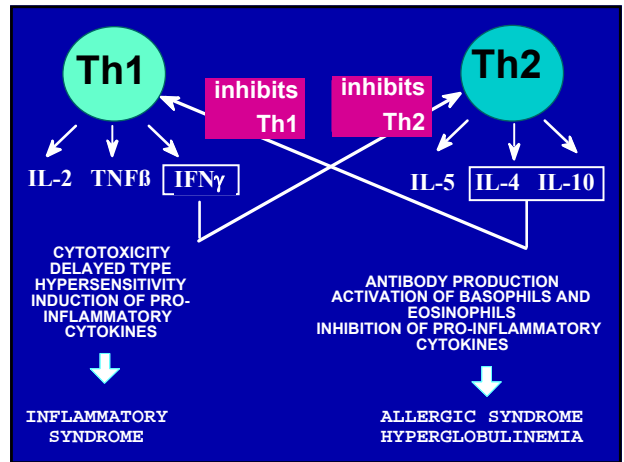 Th1
Th2
inhibits
Th1
inhibits
Th2
IL-2 TNFß IFNγ
IL-5 IL-4 IL-10
CYTOTOXICITY
DELAYED TYPE
HYPERSENSITIVITY
INDUCTION OF PRO-
INFLAMMATORY
CYTOKINES
ANTIBODY PRODUCTION
ACTIVATION OF BASOPHILS AND
EOSINOPHILS
INHIBITION OF PRO-INFLAMMATORY
CYTOKINES
INFLAMMATORY
SYNDROME
ALLERGIC SYNDROME
HYPERGLOBULINEMIA